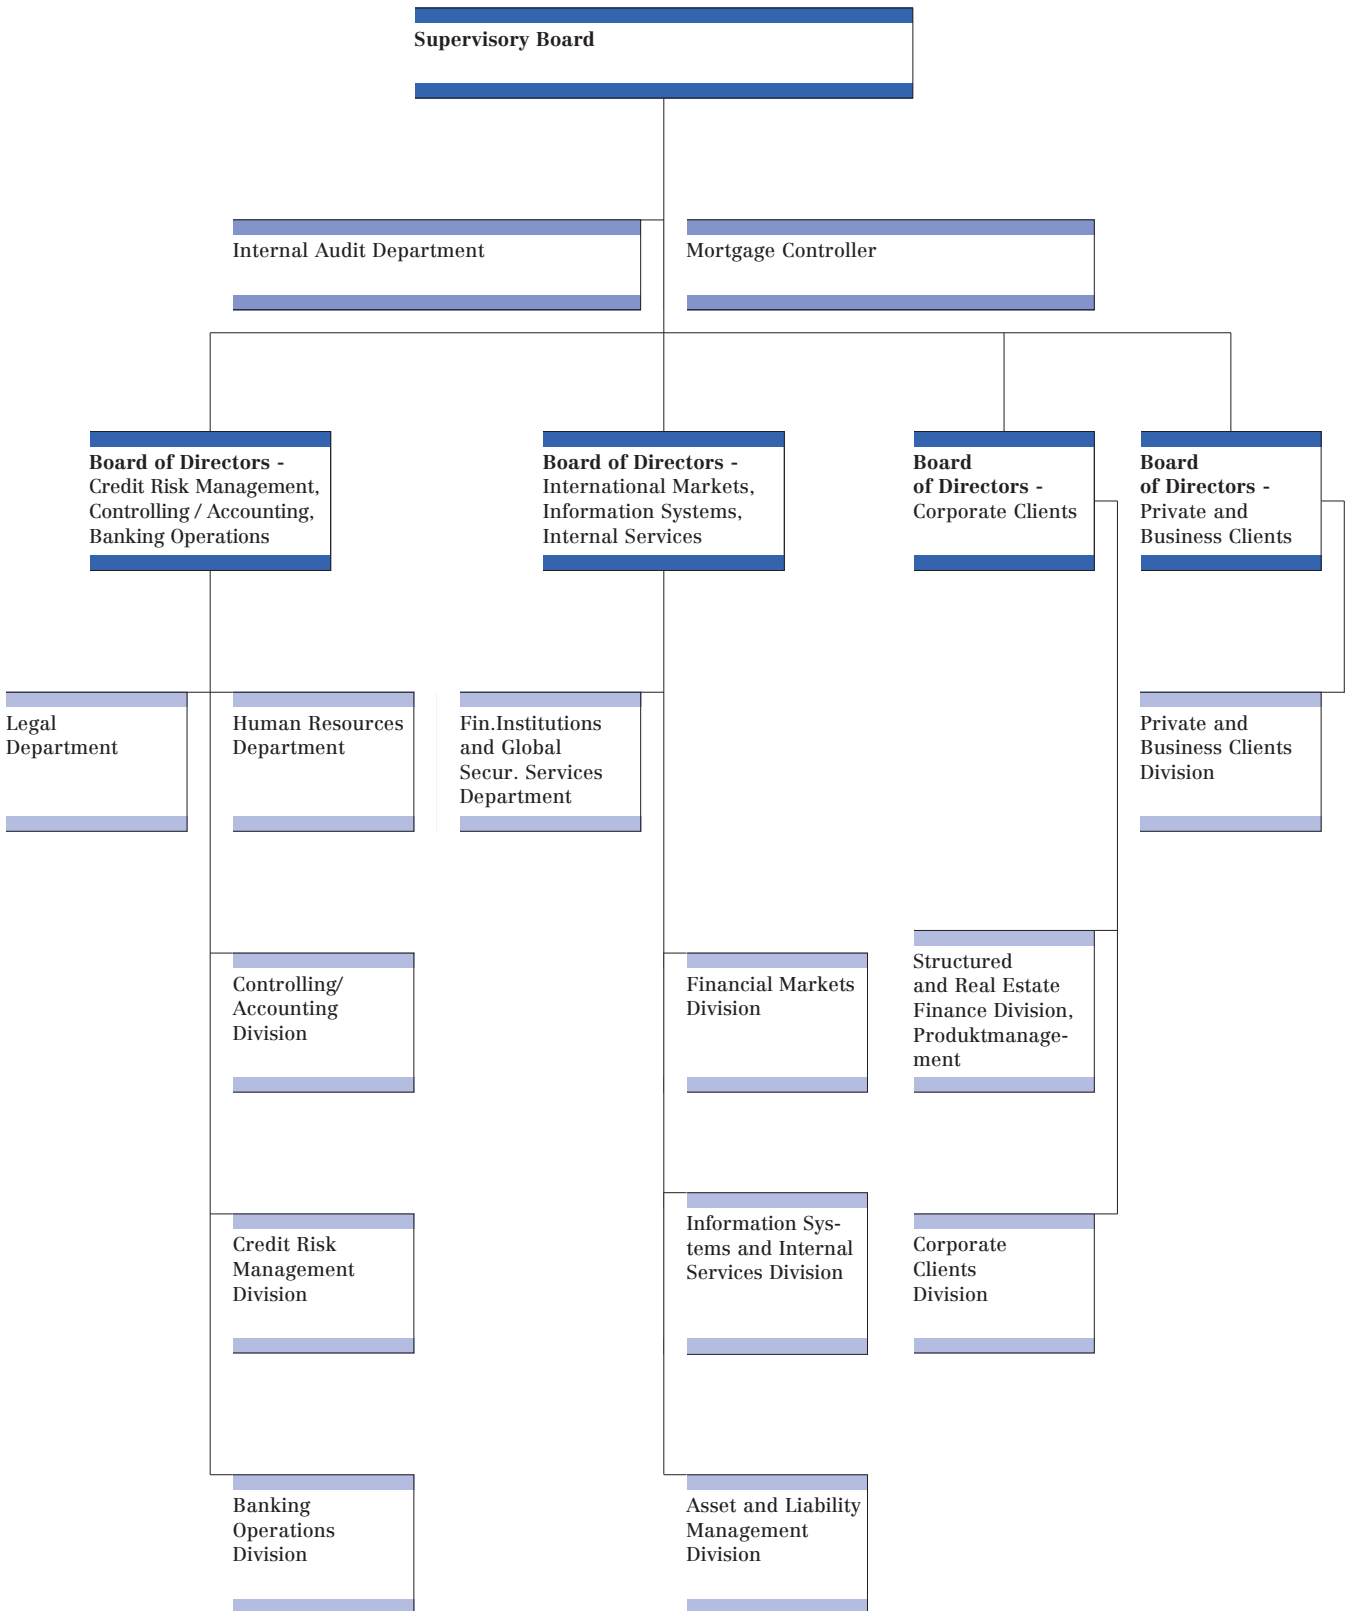 Supervisory Board
Internal Audit Department
Mortgage Controller
Board of Directors -
Credit Risk Management,
Controlling / Accounting,
Banking Operations
Board of Directors -
International Markets,
Information Systems,
Internal Services
Board
of Directors -
Corporate Clients
Board
of Directors -
Private and
Business Clients
Legal
Department
Human Resources
Department
Fin.Institutions
and Global
Secur. Services
Department
Private and
Business Clients
Division
Controlling/
Accounting
Division
Financial Markets
Division
Structured
and Real Estate
Finance Division,
Produktmanage-
ment
Credit Risk
Management
Division
Information Sys-
tems and Internal
Services Division
Corporate
Clients
Division
Banking
Operations
Division
Asset and Liability
Management
Division